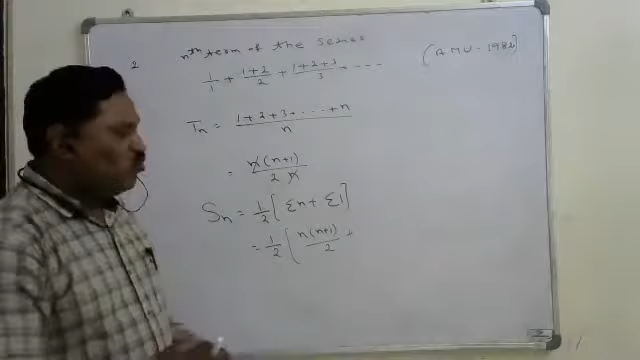 2 nth term of the series (AMU - 1982)
1/1 + 1+2/2 + 1+2+3/3 + - - - -
Tn = 1+2+3+ - - - - +n / n
= n(n+1) / 2n
Sn = 1/2 [Σn + Σ1]
= 1/2 [ n(n+1)/2 +